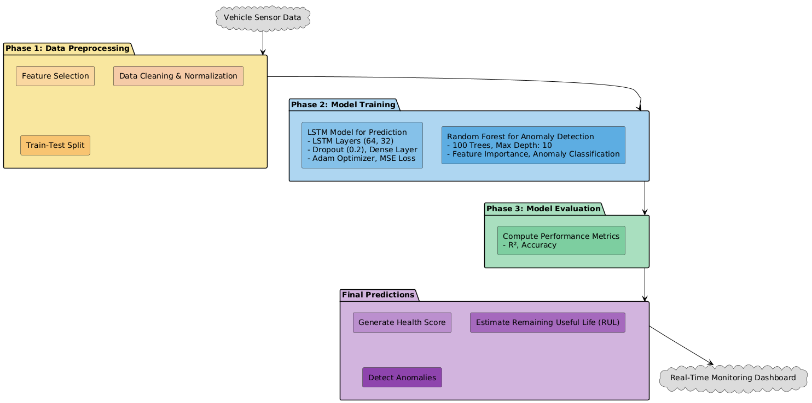 Vehicle Sensor Data
Phase 1: Data Preprocessing
Feature Selection
Data Cleaning & Normalization
Train-Test Split
Phase 2: Model Training
LSTM Model for Prediction
- LSTM Layers (64, 32)
- Dropout (0.2), Dense Layer
- Adam Optimizer, MSE Loss
Random Forest for Anomaly Detection
- 100 Trees, Max Depth: 10
- Feature Importance, Anomaly Classification
Phase 3: Model Evaluation
Compute Performance Metrics
- R², Accuracy
Final Predictions
Generate Health Score
Estimate Remaining Useful Life (RUL)
Detect Anomalies
Real-Time Monitoring Dashboard